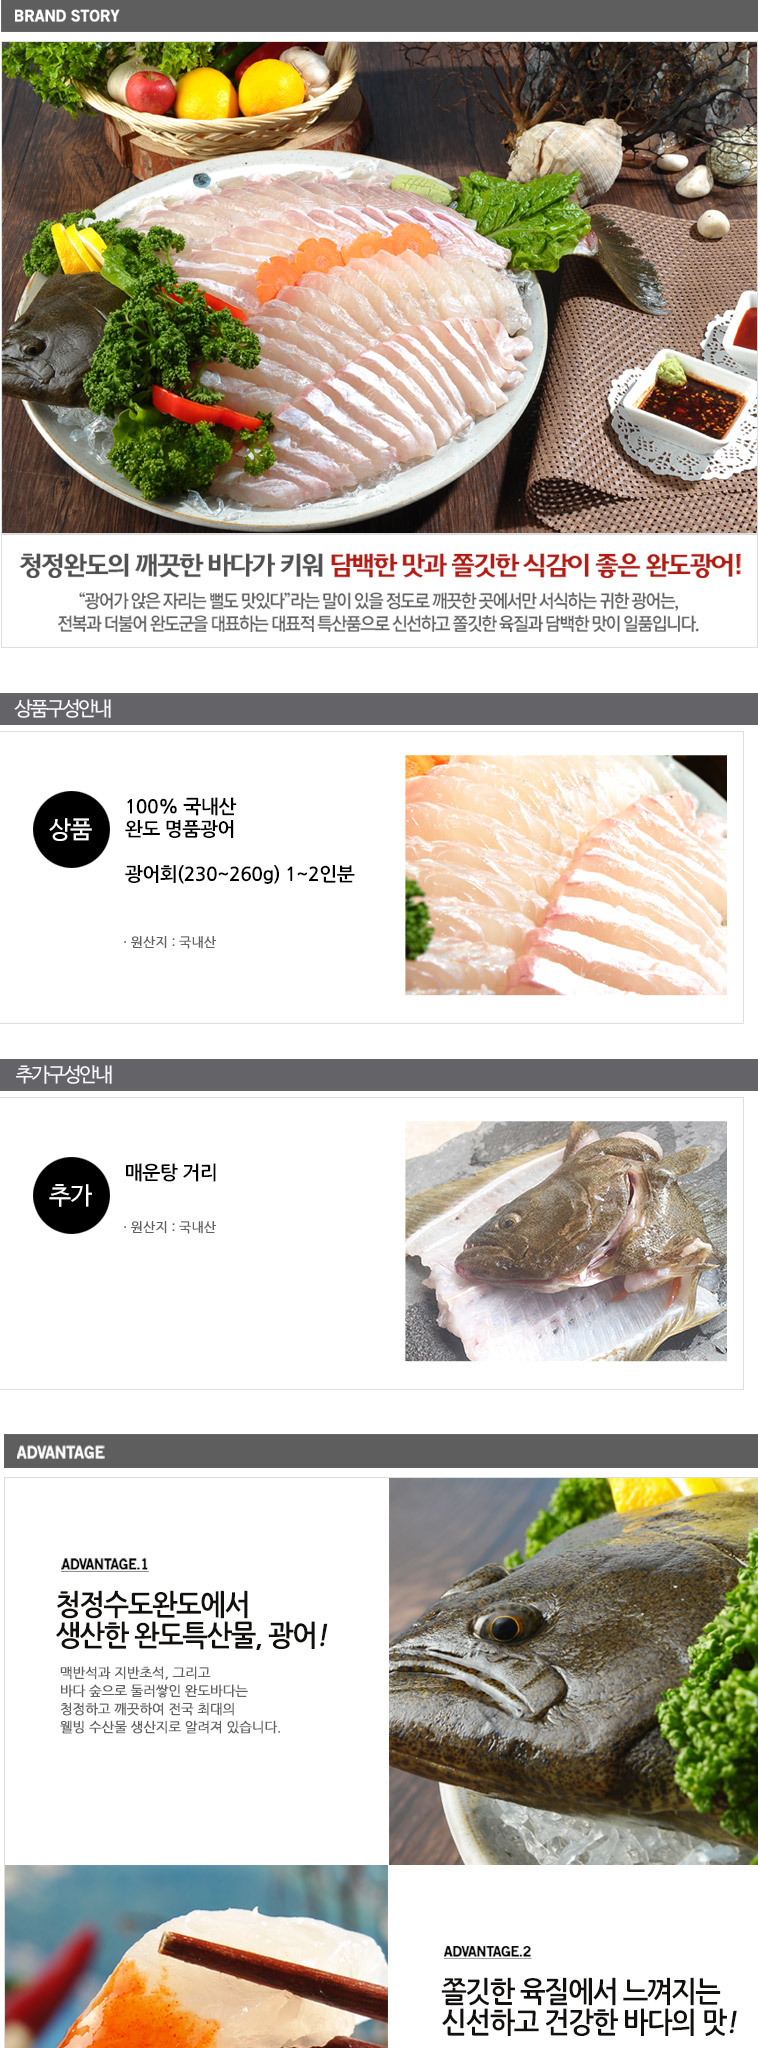 BRAND STORY
청정완도의 깨끗한 바다가 키워 담백한 맛과 쫄깃한 식감이 좋은 완도광어!
“광어가 앉은 자리는 뻘도 맛있다”라는 말이 있을 정도로 깨끗한 곳에서만 서식하는 귀한 광어는,
전복과 더불어 완도군을 대표하는 대표적 특산품으로 신선하고 쫄깃한 육질과 담백한 맛이 일품입니다.
상품구성안내
상품
100% 국내산
완도 명품광어
광어회(230~260g) 1~2인분
· 원산지 : 국내산
추가구성안내
추가
매운탕 거리
· 원산지 : 국내산
ADVANTAGE
ADVANTAGE.1
청정수도완도에서
생산한 완도특산물, 광어!
맥반석과 지반초석, 그리고
바다 숲으로 둘러쌓인 완도바다는
청정하고 깨끗하여 전국 최대의
웰빙 수산물 생산지로 알려져 있습니다.
ADVANTAGE.2
쫄깃한 육질에서 느껴지는
신선하고 건강한 바다의 맛!